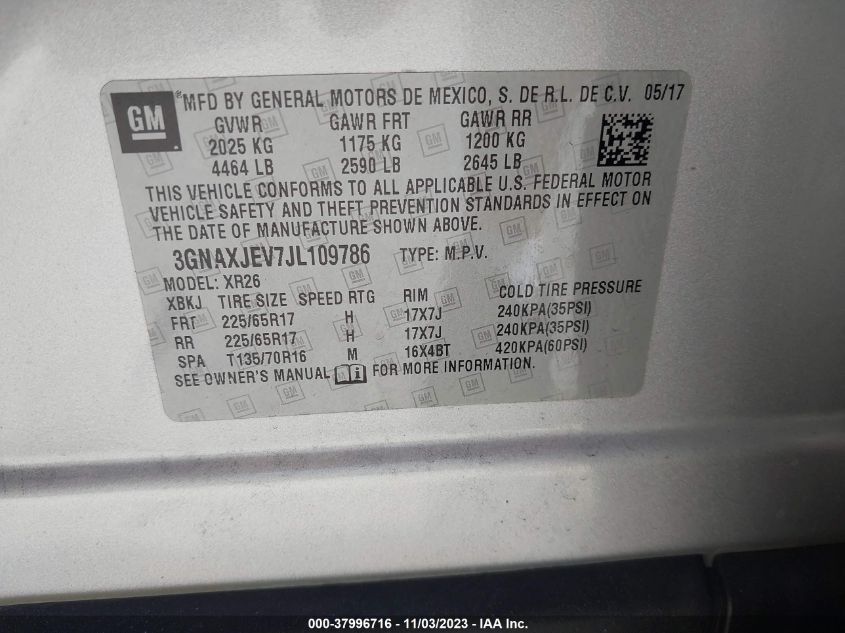 GM
®MFD BY GENERAL MOTORS DE MEXICO, S. DE R.L. DE C.V. 05/17
GVWR GAWR FRT GAWR RR
2025 KG 1175 KG 1200 KG
4464 LB 2590 LB 2645 LB
THIS VEHICLE CONFORMS TO ALL APPLICABLE U.S. FEDERAL MOTOR
VEHICLE SAFETY AND THEFT PREVENTION STANDARDS IN EFFECT ON
THE DATE OF MANUFACTURE SHOWN ABOVE.
3GNAXJEV7JL109786 TYPE: M.P.V.
MODEL: XR26
XBKJ TIRE SIZE SPEED RTG RIM COLD TIRE PRESSURE
FRT 225/65R17 H 17X7J 240KPA(35PSI)
RR 225/65R17 H 17X7J 240KPA(35PSI)
SPA T135/70R16 M 16X4BT 420KPA(60PSI)
SEE OWNER'S MANUAL FOR MORE INFORMATION.
000-37996716 - 11/03/2023 - © IAA Inc.